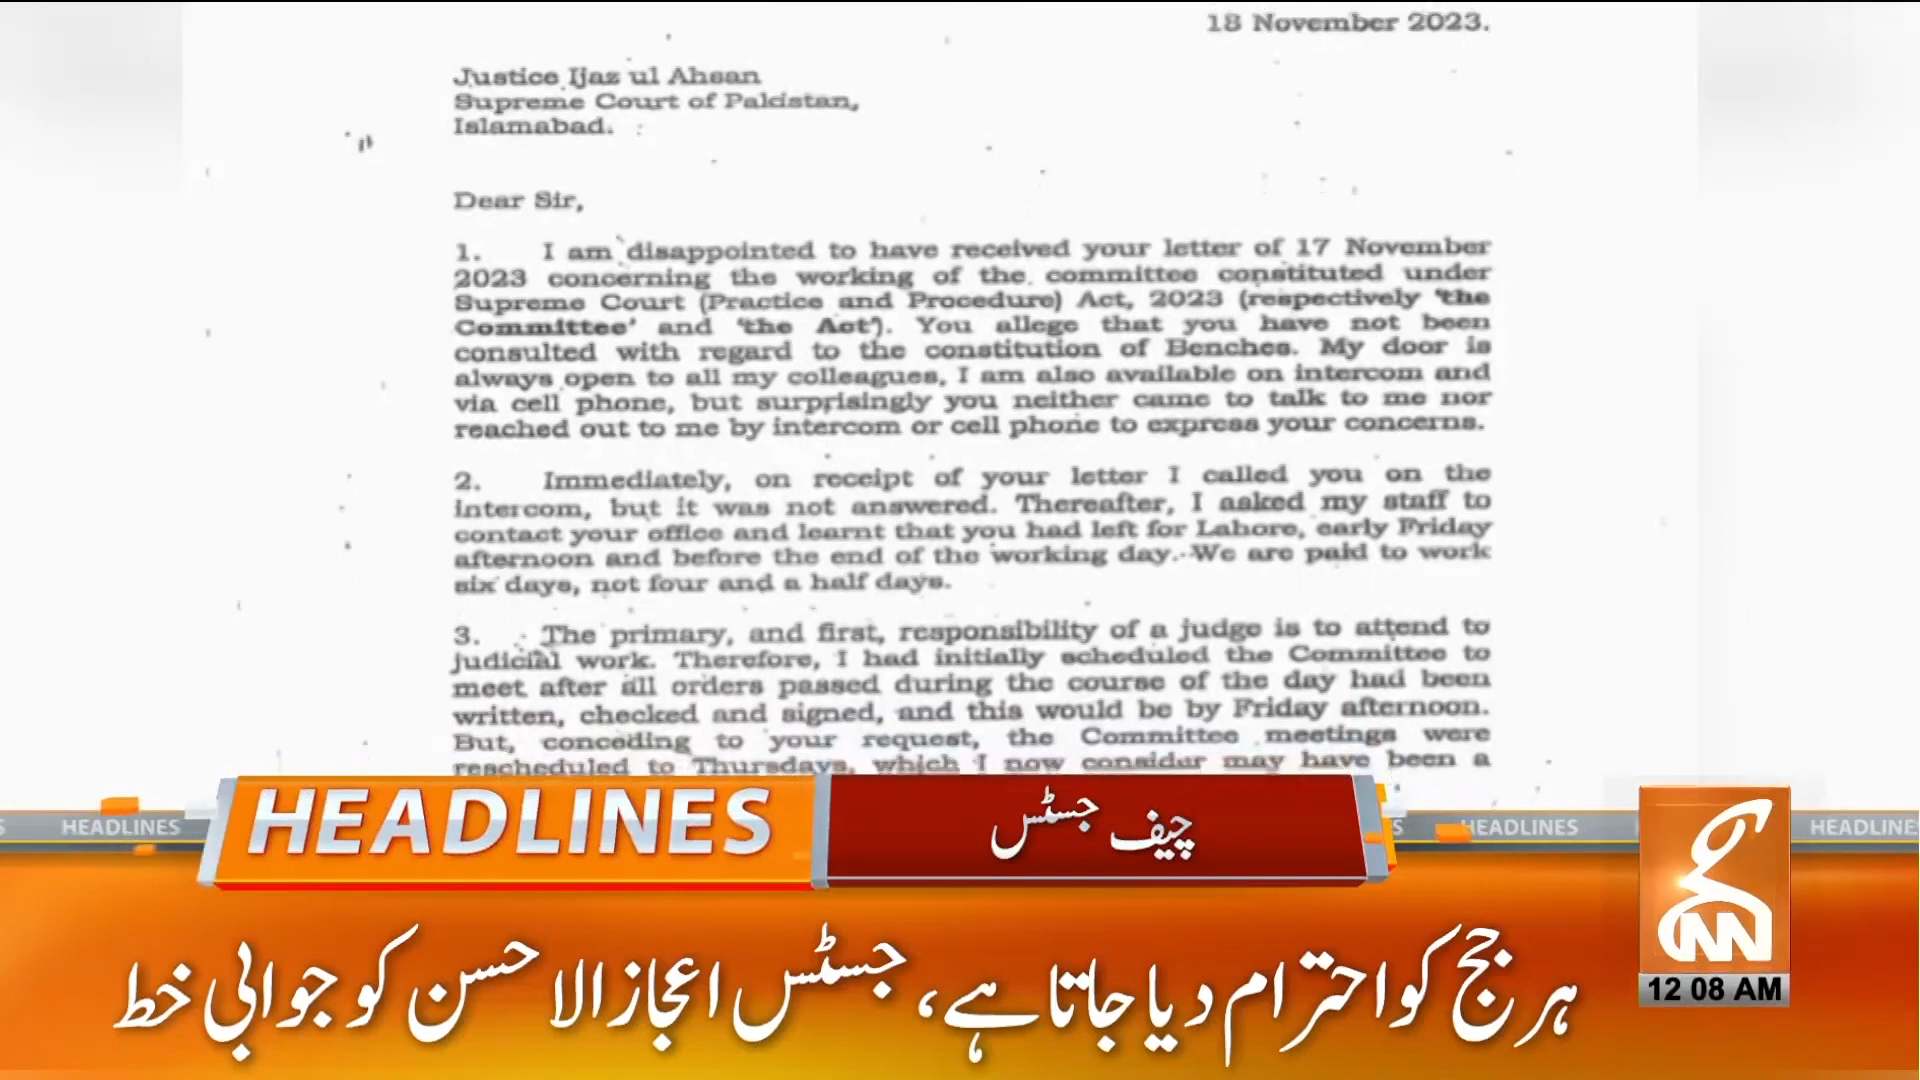 18 November 2023.
Justice Ijaz ul Ahsan
Supreme Court of Pakistan,
Islamabad.
Dear Sir,
1. I am disappointed to have received your letter of 17 November
2023 concerning the working of the committee constituted under
Supreme Court (Practice and Procedure) Act, 2023 (respectively 'the
Committee' and 'the Act'). You allege that you have not been
consulted with regard to the constitution of Benches. My door is
always open to all my colleagues, I am also available on intercom and
via cell phone, but surprisingly you neither came to talk to me nor
reached out to me by intercom or cell phone to express your concerns.
2. Immediately, on receipt of your letter I called you on the
intercom, but it was not answered. Thereafter, I asked my staff to
contact your office and learnt that you had left for Lahore, early Friday
afternoon and before the end of the working day. We are paid to work
six days, not four and a half days.
3. The primary, and first, responsibility of a judge is to attend to
judicial work. Therefore, I had initially scheduled the Committee to
meet after all orders passed during the course of the day had been
written, checked and signed, and this would be by Friday afternoon.
But, conceding to your request, the Committee meetings were
rescheduled to Thursdays, which I now consider may have been a
HEADLINES
HEADLINES
چیف جسٹس
HEADLINES
HEADLINE
GNN
12 08 AM
ہر جج کو احترام دیا جاتا ہے، جسٹس اعجاز الاحسن کو جوابی خط